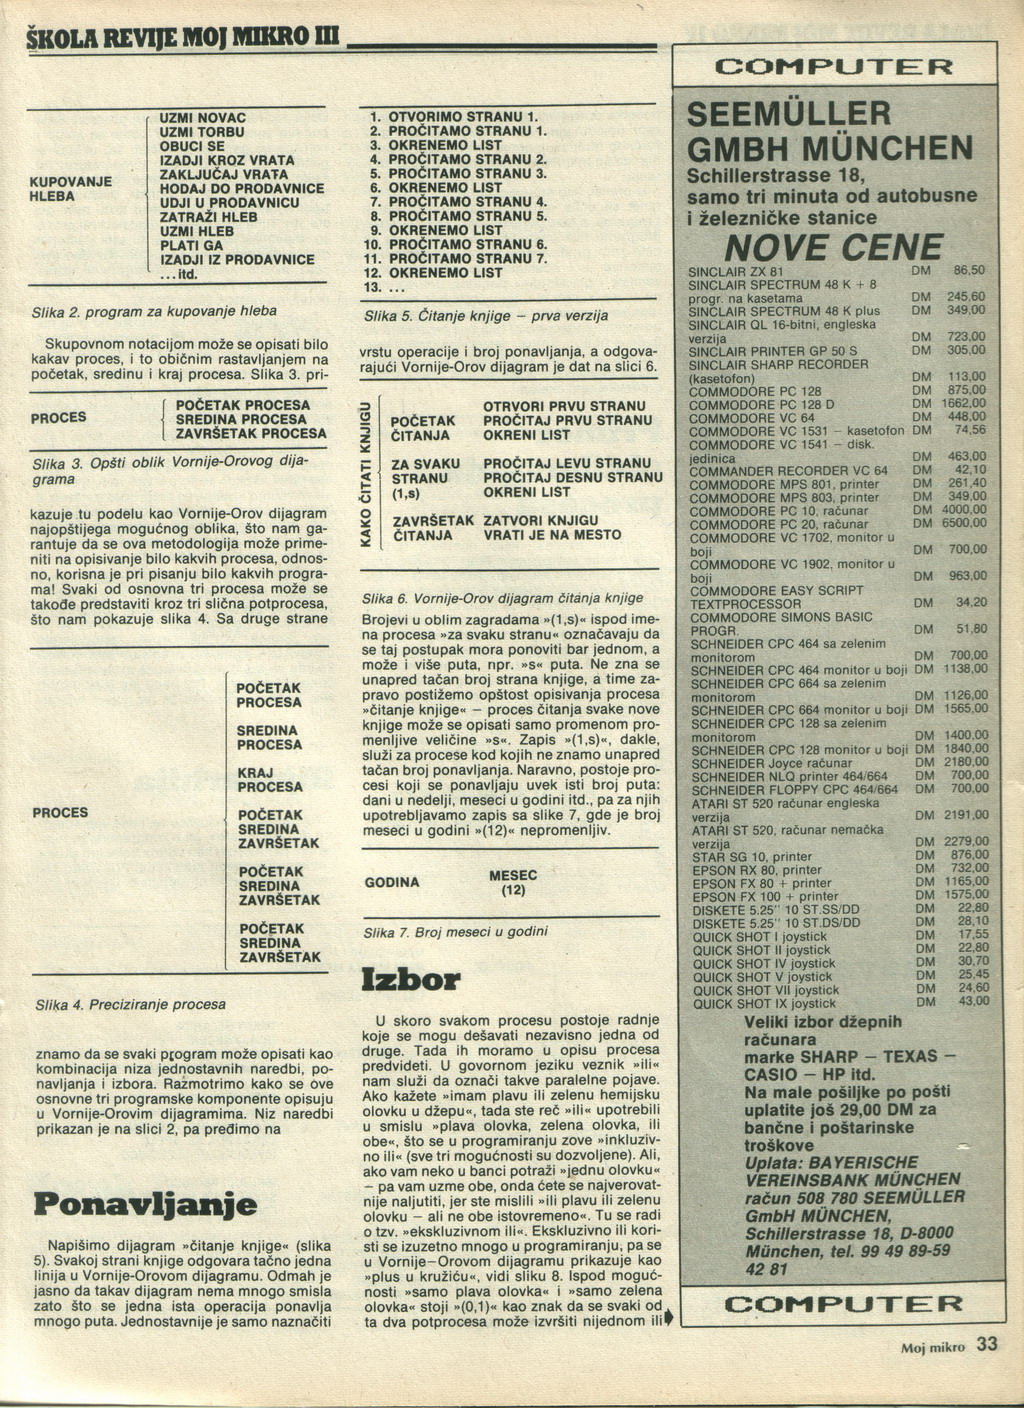 ŠKOLA REVIJE MOJ MIKRO III
KUPOVANJE
HLEBA
UZMI NOVAC
UZMI TORBU
OBUCI SE
IZADJI KROZ VRATA
ZAKLJUČAJ VRATA
HODAJ DO PRODAVNICE
UDJI U PRODAVNICU
ZATRAŽI HLEB
UZMI HLEB
PLATI GA
IZADJI IZ PRODAVNICE
...itd.
Slika 2. program za kupovanje hleba
Skupovnom notacijom može se opisati bilo
kakav proces, i to običnim rastavljanjem na
početak, sredinu i kraj procesa. Slika 3. pri-
PROCES
POČETAK PROCESA
SREDINA PROCESA
ZAVRŠETAK PROCESA
Slika 3. Opšti oblik Vornije-Orovog dija-
grama
kazuje tu podelu kao Vornije-Orov dijagram
najopštijega mogućnog oblika, što nam ga-
rantuje da se ova metodologija može prime-
niti na opisivanje bilo kakvih procesa, odnos-
no, korisna je pri pisanju bilo kakvih progra-
ma! Svaki od osnovna tri procesa može se
takođe predstaviti kroz tri slična potprocesa,
što nam pokazuje slika 4. Sa druge strane
PROCES
POČETAK
PROCESA
SREDINA
PROCESA
KRAJ
PROCESA
POČETAK
SREDINA
ZAVRŠETAK
POČETAK
SREDINA
ZAVRŠETAK
POČETAK
SREDINA
ZAVRŠETAK
Slika 4. Preciziranje procesa
znamo da se svaki program može opisati kao
kombinacija niza jednostavnih naredbi, po-
navljanja i izbora. Razmotrimo kako se ove
osnovne tri programske komponente opisuju
u Vornije-Orovim dijagramima. Niz naredbi
prikazan je na slici 2, pa pređimo na
Ponavljanje
Napišimo dijagram »čitanje knjige« (slika
5). Svakoj strani knjige odgovara tačno jedna
linija u Vornije-Orovom dijagramu. Odmah je
jasno da takav dijagram nema mnogo smisla
zato što se jedna ista operacija ponavlja
mnogo puta. Jednostavnije je samo naznačiti
1. OTVORIMO STRANU 1.
2. PROČITAMO STRANU 1.
3. OKRENEMO LIST
4. PROČITAMO STRANU 2.
5. PROČITAMO STRANU 3.
6. OKRENEMO LIST
7. PROČITAMO STRANU 4.
8. PROČITAMO STRANU 5.
9. OKRENEMO LIST
10. PROČITAMO STRANU 6.
11. PROČITAMO STRANU 7.
12. OKRENEMO LIST
13. ...
Slika 5. Čitanje knjige – prva verzija
vrstu operacije i broj ponavljanja, a odgova-
rajući Vornije-Orov dijagram je dat na slici 6.
KAKO ČITATI KNJIGU
POČETAK
ČITANJA
OTRVORI PRVU STRANU
PROČITAJ PRVU STRANU
OKRENI LIST
ZA SVAKU
STRANU
(1,s)
PROČITAJ LEVU STRANU
PROČITAJ DESNU STRANU
OKRENI LIST
ZAVRŠETAK
ČITANJA
ZATVORI KNJIGU
VRATI JE NA MESTO
Slika 6. Vornije-Orov dijagram čitanja knjige
Brojevi u oblim zagradama »(1,s)« ispod ime-
na procesa »za svaku stranu« označavaju da
se taj postupak mora ponoviti bar jednom, a
može i više puta, npr. »s« puta. Ne zna se
unapred tačan broj strana knjige, a time za-
pravo postižemo opštost opisivanja procesa
»čitanje knjige« – proces čitanja svake nove
knjige može se opisati samo promenom pro-
menljive veličine »s«. Zapis »(1,s)«, dakle,
služi za procese kod kojih ne znamo unapred
tačan broj ponavljanja. Naravno, postoje pro-
cesi koji se ponavljaju uvek isti broj puta:
dani u nedelji, meseci u godini itd., pa za njih
upotrebljavamo zapis sa slike 7, gde je broj
meseci u godini »(12)« nepromenljiv.
GODINA
MESEC
(12)
Slika 7. Broj meseci u godini
Izbor
U skoro svakom procesu postoje radnje
koje se mogu dešavati nezavisno jedna od
druge. Tada ih moramo u opisu procesa
predvideti. U govornom jeziku veznik »ili«
nam služi da označi takve paralelne pojave.
Ako kažete »imam plavu ili zelenu hemijsku
olovku u džepu«, tada ste reč »ili« upotrebili
u smislu »plava olovka, zelena olovka, ili
obe«, što se u programiranju zove »inkluziv-
no ili« (sve tri mogućnosti su dozvoljene). Ali,
ako vam neko u banci potraži »jednu olovku«
– pa vam uzme obe, onda ćete se najverovat-
nije naljutiti, jer ste mislili »ili plavu ili zelenu
olovku – ali ne obe istovremeno«. Tu se radi
o tzv. »ekskluzivnom ili«. Ekskluzivno ili kori-
sti se izuzetno mnogo u programiranju, pa se
u Vornije–Orovom dijagramu prikazuje kao
»plus u kružiću«, vidi sliku 8. Ispod moguć-
nosti »samo plava olovka« i »samo zelena
olovka« stoji »(0,1)« kao znak da se svaki od
ta dva potprocesa može izvršiti nijednom ili
COMPUTER
SEEMÜLLER
GMBH MÜNCHEN
Schillerstrasse 18,
samo tri minuta od autobusne
i železničke stanice
NOVE CENE
SINCLAIR ZX 81 DM 86,50
SINCLAIR SPECTRUM 48 K + 8
progr. na kasetama DM 245,60
SINCLAIR SPECTRUM 48 K plus DM 349,00
SINCLAIR QL 16-bitni, engleska
verzija DM 723,00
SINCLAIR PRINTER GP 50 S DM 305,00
SINCLAIR SHARP RECORDER
(kasetofon) DM 113,00
COMMODORE PC 128 DM 875,00
COMMODORE PC 128 D DM 1662,00
COMMODORE VC 64 DM 448,00
COMMODORE VC 1531 – kasetofon DM 74,56
COMMODORE VC 1541 – disk.
jedinica DM 463,00
COMMANDER RECORDER VC 64 DM 42,10
COMMODORE MPS 801, printer DM 261,40
COMMODORE MPS 803, printer DM 349,00
COMMODORE PC 10, računar DM 4000,00
COMMODORE PC 20, računar DM 6500,00
COMMODORE VC 1702, monitor u
boji DM 700,00
COMMODORE VC 1902, monitor u
boji DM 963,00
COMMODORE EASY SCRIPT
TEXTPROCESSOR DM 34,20
COMMODORE SIMONS BASIC
PROGR. DM 51,80
SCHNEIDER CPC 464 sa zelenim
monitorom DM 700,00
SCHNEIDER CPC 464 monitor u boji DM 1138,00
SCHNEIDER CPC 664 sa zelenim
monitorom DM 1126,00
SCHNEIDER CPC 664 monitor u boji DM 1565,00
SCHNEIDER CPC 128 sa zelenim
monitorom DM 1400,00
SCHNEIDER CPC 128 monitor u boji DM 1840,00
SCHNEIDER Joyce računar DM 2180,00
SCHNEIDER NLQ printer 464/664 DM 700,00
SCHNEIDER FLOPPY CPC 464/664 DM 700,00
ATARI ST 520 računar engleska
verzija DM 2191,00
ATARI ST 520, računar nemačka
verzija DM 2279,00
STAR SG 10, printer DM 876,00
EPSON RX 80, printer DM 732,00
EPSON FX 80 + printer DM 1165,00
EPSON FX 100 + printer DM 1575,00
DISKETE 5.25" 10 ST.SS/DD DM 22,80
DISKETE 5.25" 10 ST.DS/DD DM 28,10
QUICK SHOT I joystick DM 17,55
QUICK SHOT II joystick DM 22,80
QUICK SHOT IV joystick DM 30,70
QUICK SHOT V joystick DM 25,45
QUICK SHOT VII joystick DM 24,60
QUICK SHOT IX joystick DM 43,00
Veliki izbor džepnih
računara
marke SHARP – TEXAS –
CASIO – HP itd.
Na male pošiljke po pošti
uplatite još 29,00 DM za
bančne i poštarinske
troškove
Uplata: BAYERISCHE
VEREINSBANK MÜNCHEN
račun 508 780 SEEMÜLLER
GmbH MÜNCHEN,
Schillerstrasse 18, D-8000
München, tel. 99 49 89-59
42 81
COMPUTER
Moj mikro 33